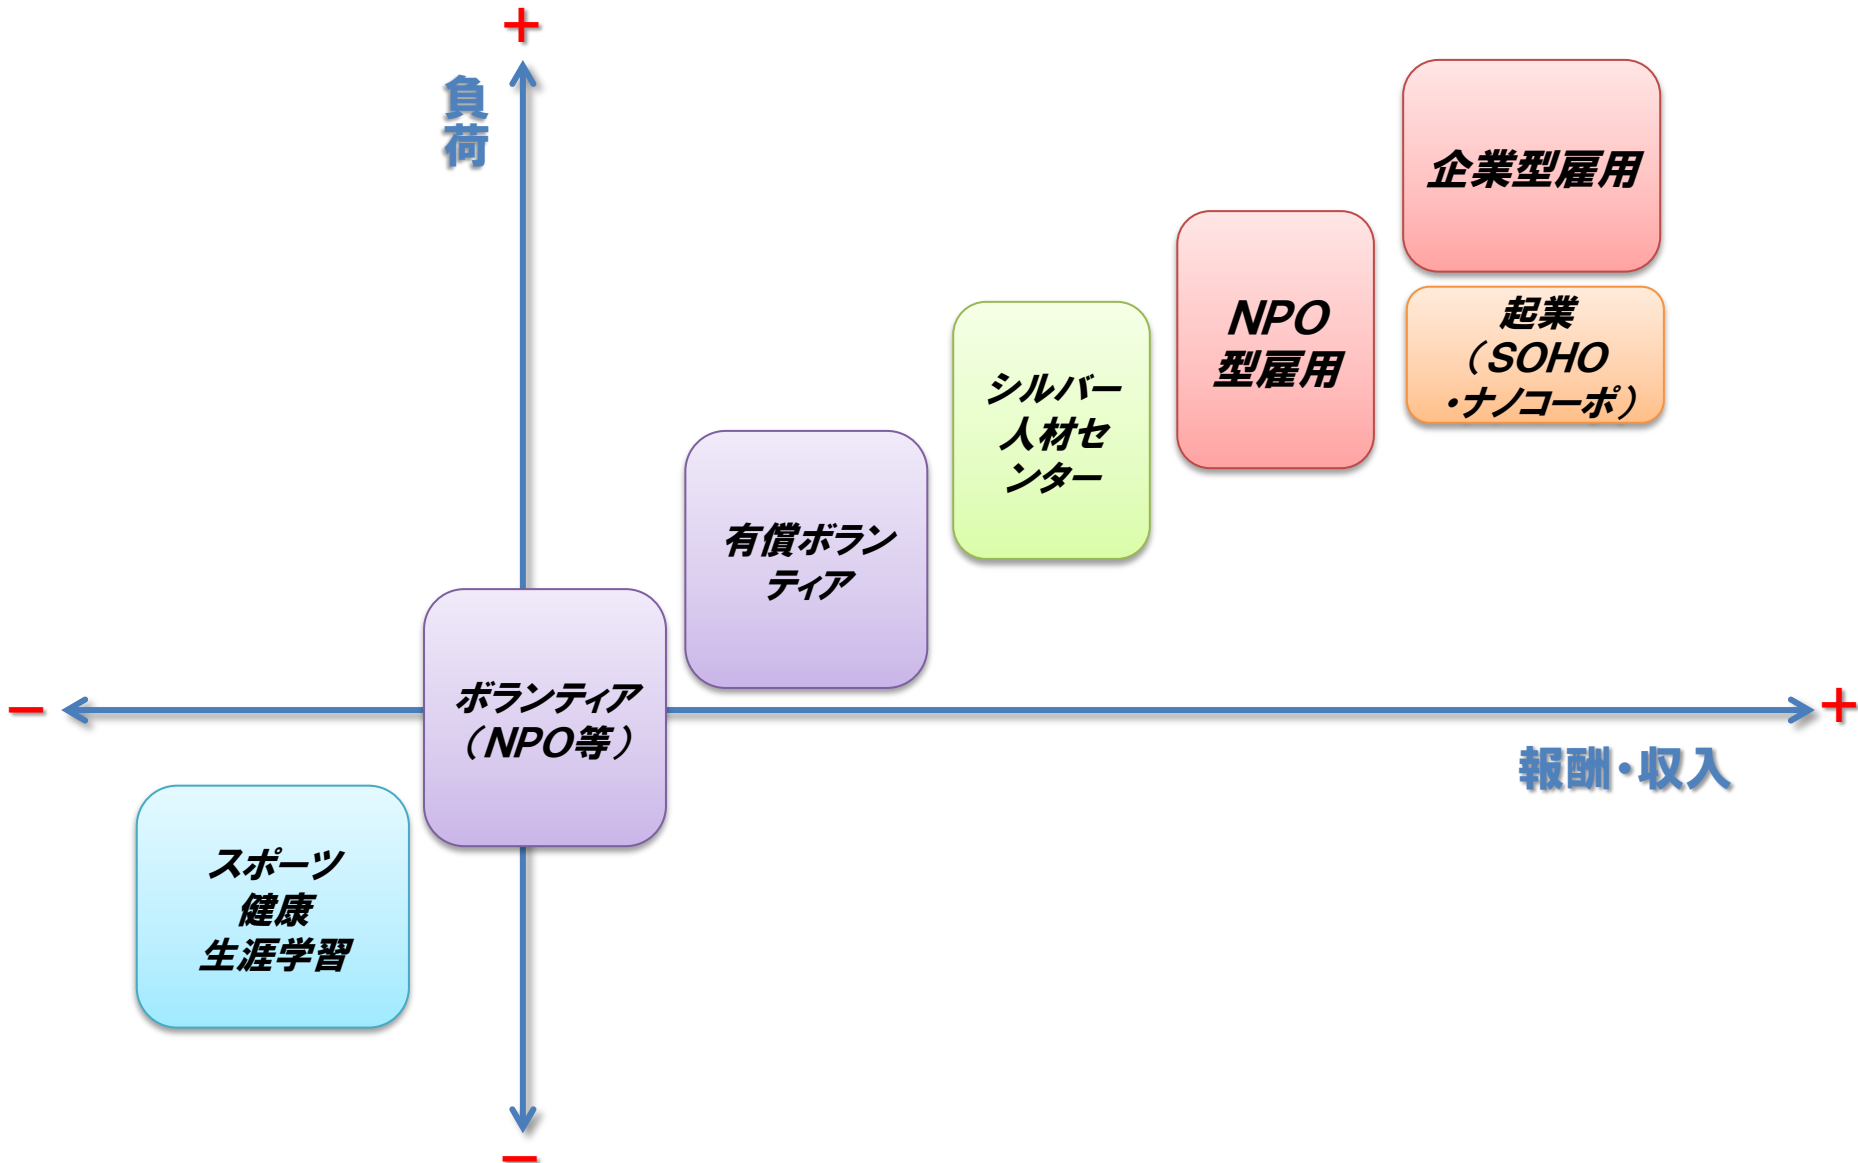 +
負
荷
企業型雇用
NPO
型雇用
起業
（SOHO
・ナノコーポ）
シルバー
人材セ
ンター
有償ボラン
ティア
ボランティア
（NPO等）
−
+
報酬・収入
スポーツ
健康
生涯学習
−